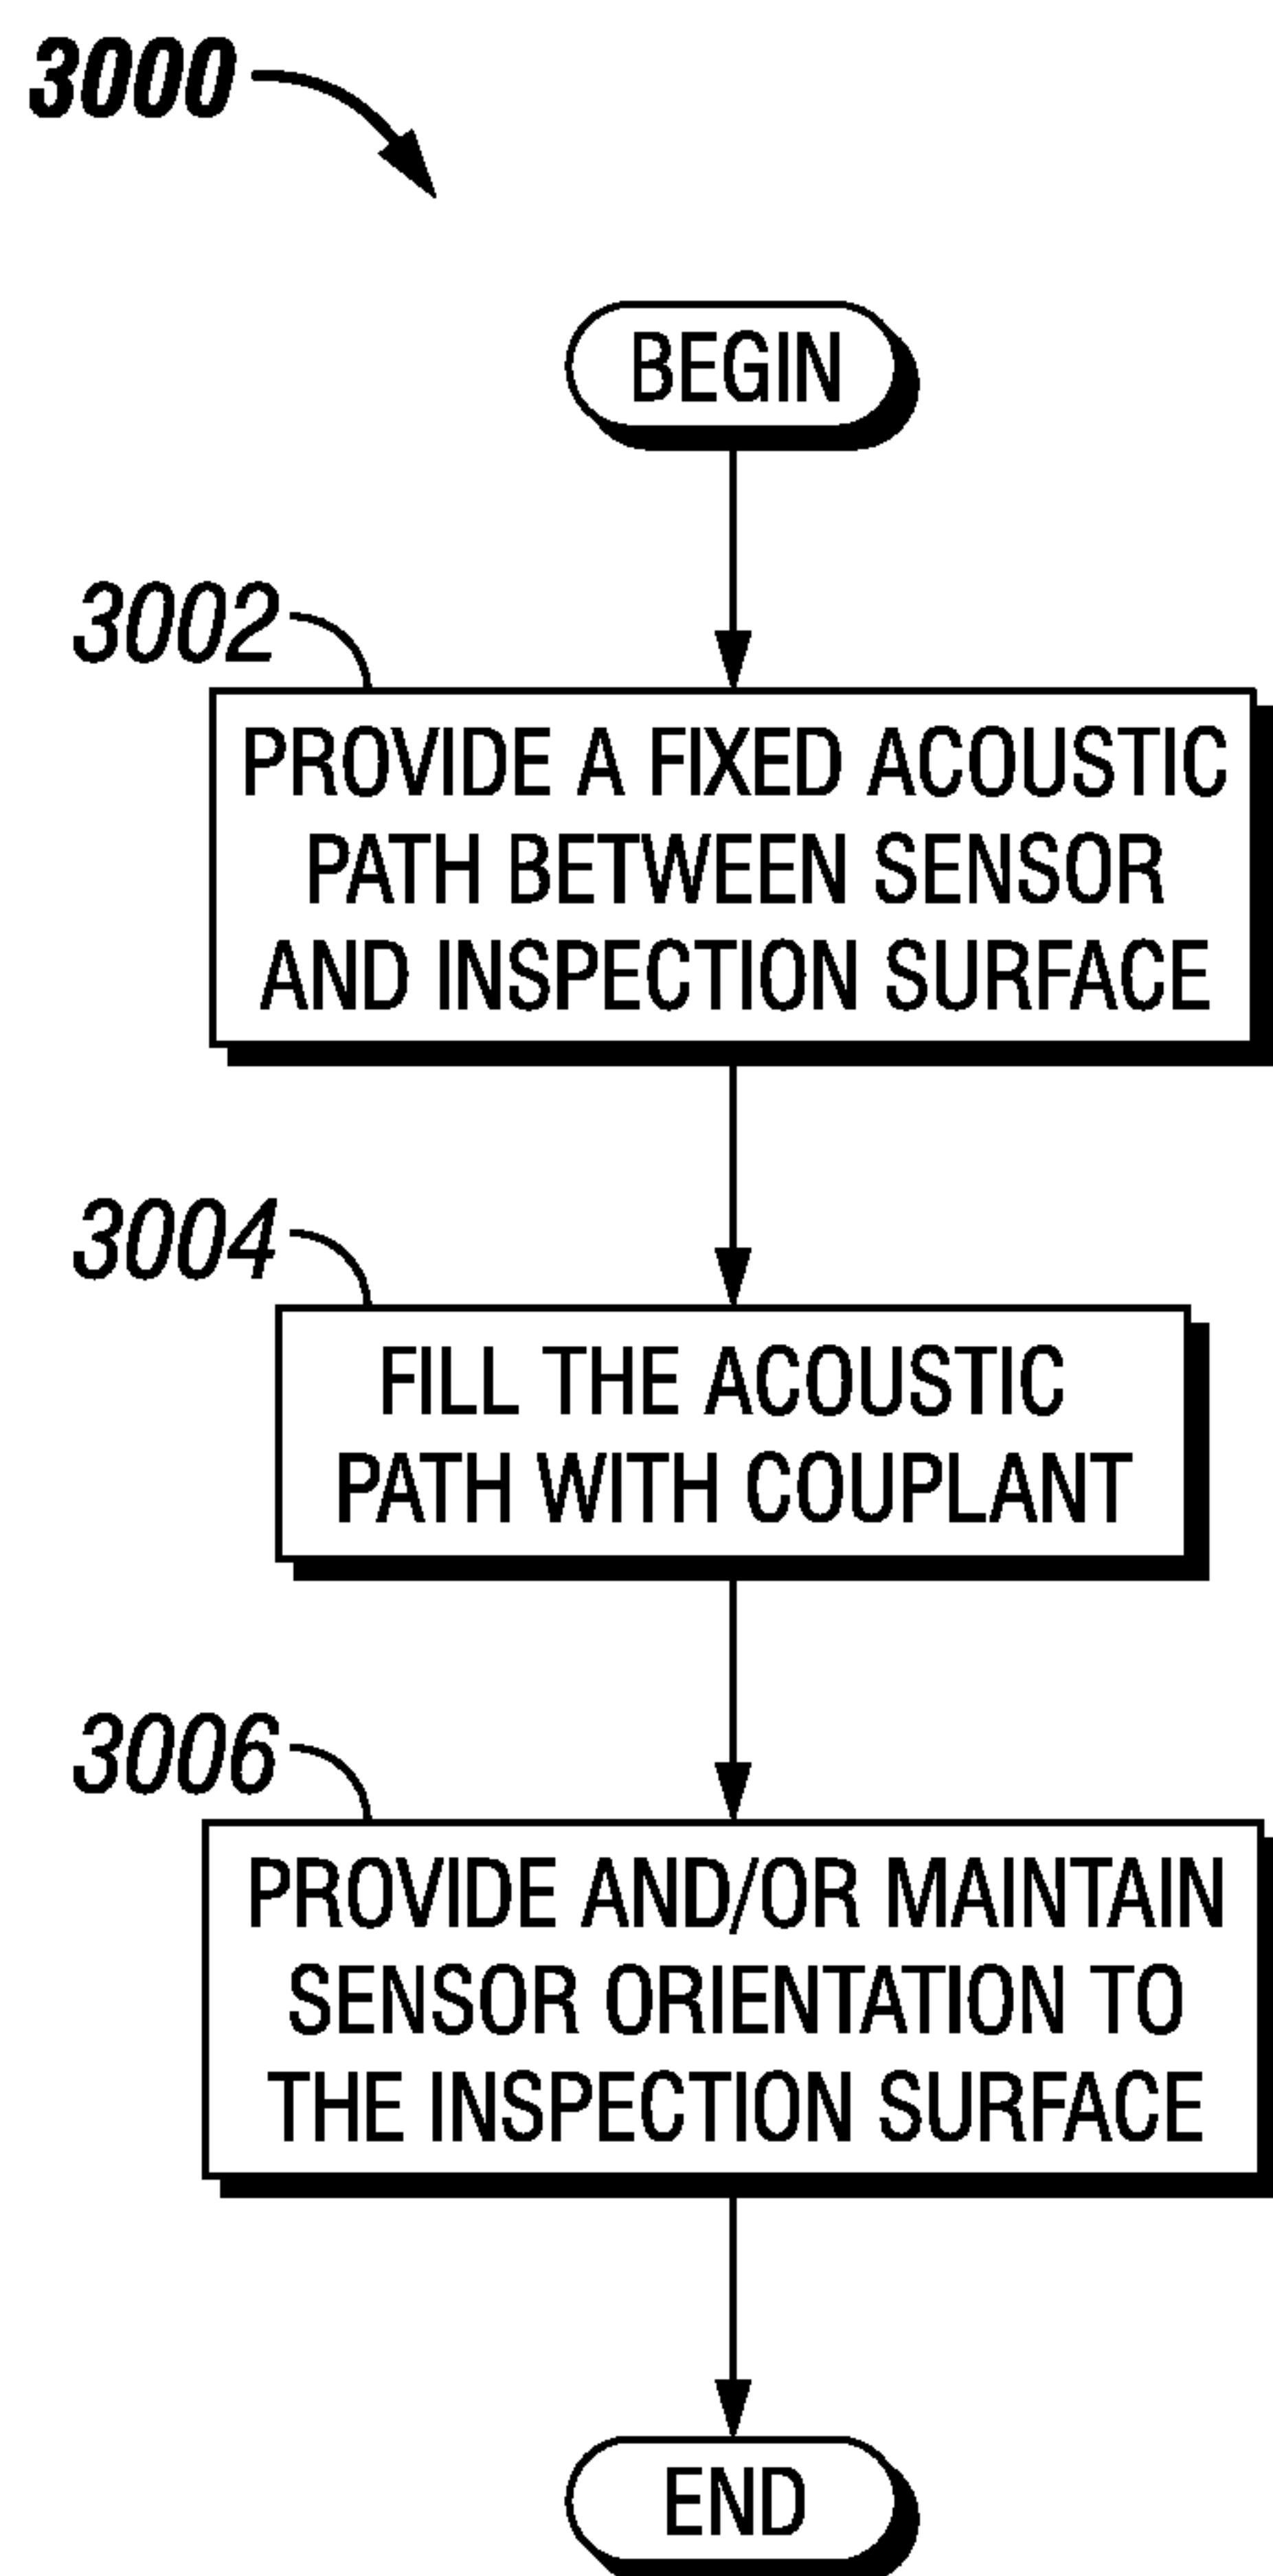 3000
BEGIN
3002
PROVIDE A FIXED ACOUSTIC
PATH BETWEEN SENSOR
AND INSPECTION SURFACE
3004
FILL THE ACOUSTIC
PATH WITH COUPLANT
3006
PROVIDE AND/OR MAINTAIN
SENSOR ORIENTATION TO
THE INSPECTION SURFACE
END